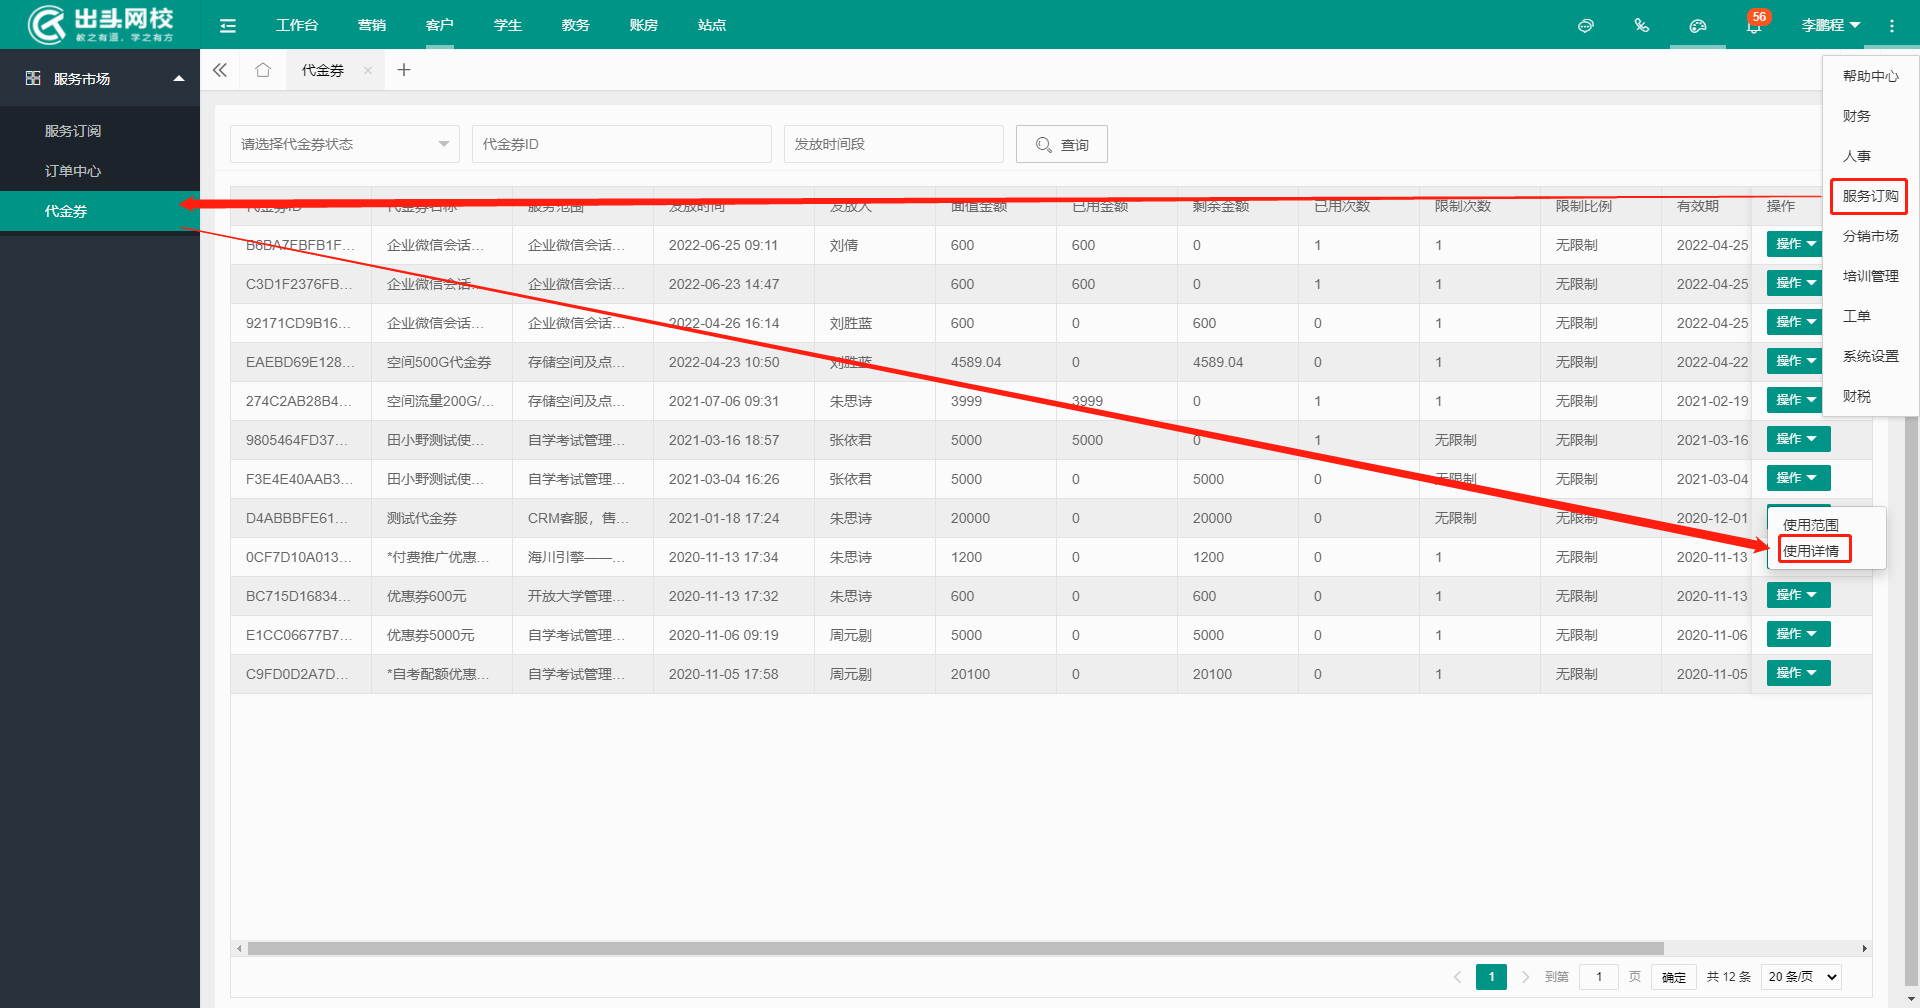 出头网校
教之有道，学之有方
工作台 营销 客户 学生 教务 账房 站点 56 李鹏程
服务市场
服务订阅
订单中心
代金券
代金券
帮助中心
财务
人事
服务订购
分销市场
培训管理
工单
系统设置
财税
请选择代金券状态 代金券ID 发放时间段 查询
代金券ID 代金券名称 服务范围 发放时间 发放人 面值金额 已用金额 剩余金额 已用次数 限制次数 限制比例 有效期 操作
B6BA7FBFB1F... 企业微信会话... 企业微信会话... 2022-06-25 09:11 刘倩 600 600 0 1 1 无限制 2022-04-25 操作
C3D1F2376FB... 企业微信会话... 企业微信会话... 2022-06-23 14:47 600 600 0 1 1 无限制 2022-04-25 操作
92171CD9B16... 企业微信会话... 企业微信会话... 2022-04-26 16:14 刘胜蓝 600 0 600 0 1 无限制 2022-04-25 操作
EAEBD69E128... 空间500G代金券 存储空间及点... 2022-04-23 10:50 刘胜蓝 4589.04 0 4589.04 0 1 无限制 2022-04-22 操作
274C2AB28B4... 空间流量200G/... 存储空间及点... 2021-07-06 09:31 朱思诗 3999 3999 0 1 1 无限制 2021-02-19 操作
9805464FD37... 田小野测试使... 自学考试管理... 2021-03-16 18:57 张依君 5000 5000 0 1 无限制 无限制 2021-03-16 操作
F3E4E40AAB3... 田小野测试使... 自学考试管理... 2021-03-04 16:26 张依君 5000 0 5000 0 无限制 无限制 2021-03-04 操作
D4ABBBFE61... 测试代金券 CRM客服，售... 2021-01-18 17:24 朱思诗 20000 0 20000 0 无限制 无限制 2020-12-01
使用范围
使用详情
0CF7D10A013... *付费推广优惠... 海川引擎——... 2020-11-13 17:34 朱思诗 1200 0 1200 0 1 无限制 2020-11-13
BC715D16834... 优惠券600元 开放大学管理... 2020-11-13 17:32 朱思诗 600 0 600 0 1 无限制 2020-11-13 操作
E1CC06677B7... 优惠券5000元 自学考试管理... 2020-11-06 09:19 周元剔 5000 0 5000 0 1 无限制 2020-11-06 操作
C9FD0D2A7D... *自考配额优惠... 自学考试管理... 2020-11-05 17:58 周元剔 20100 0 20100 0 1 无限制 2020-11-05 操作
1 到第 1 页 确定 共 12 条 20 条/页